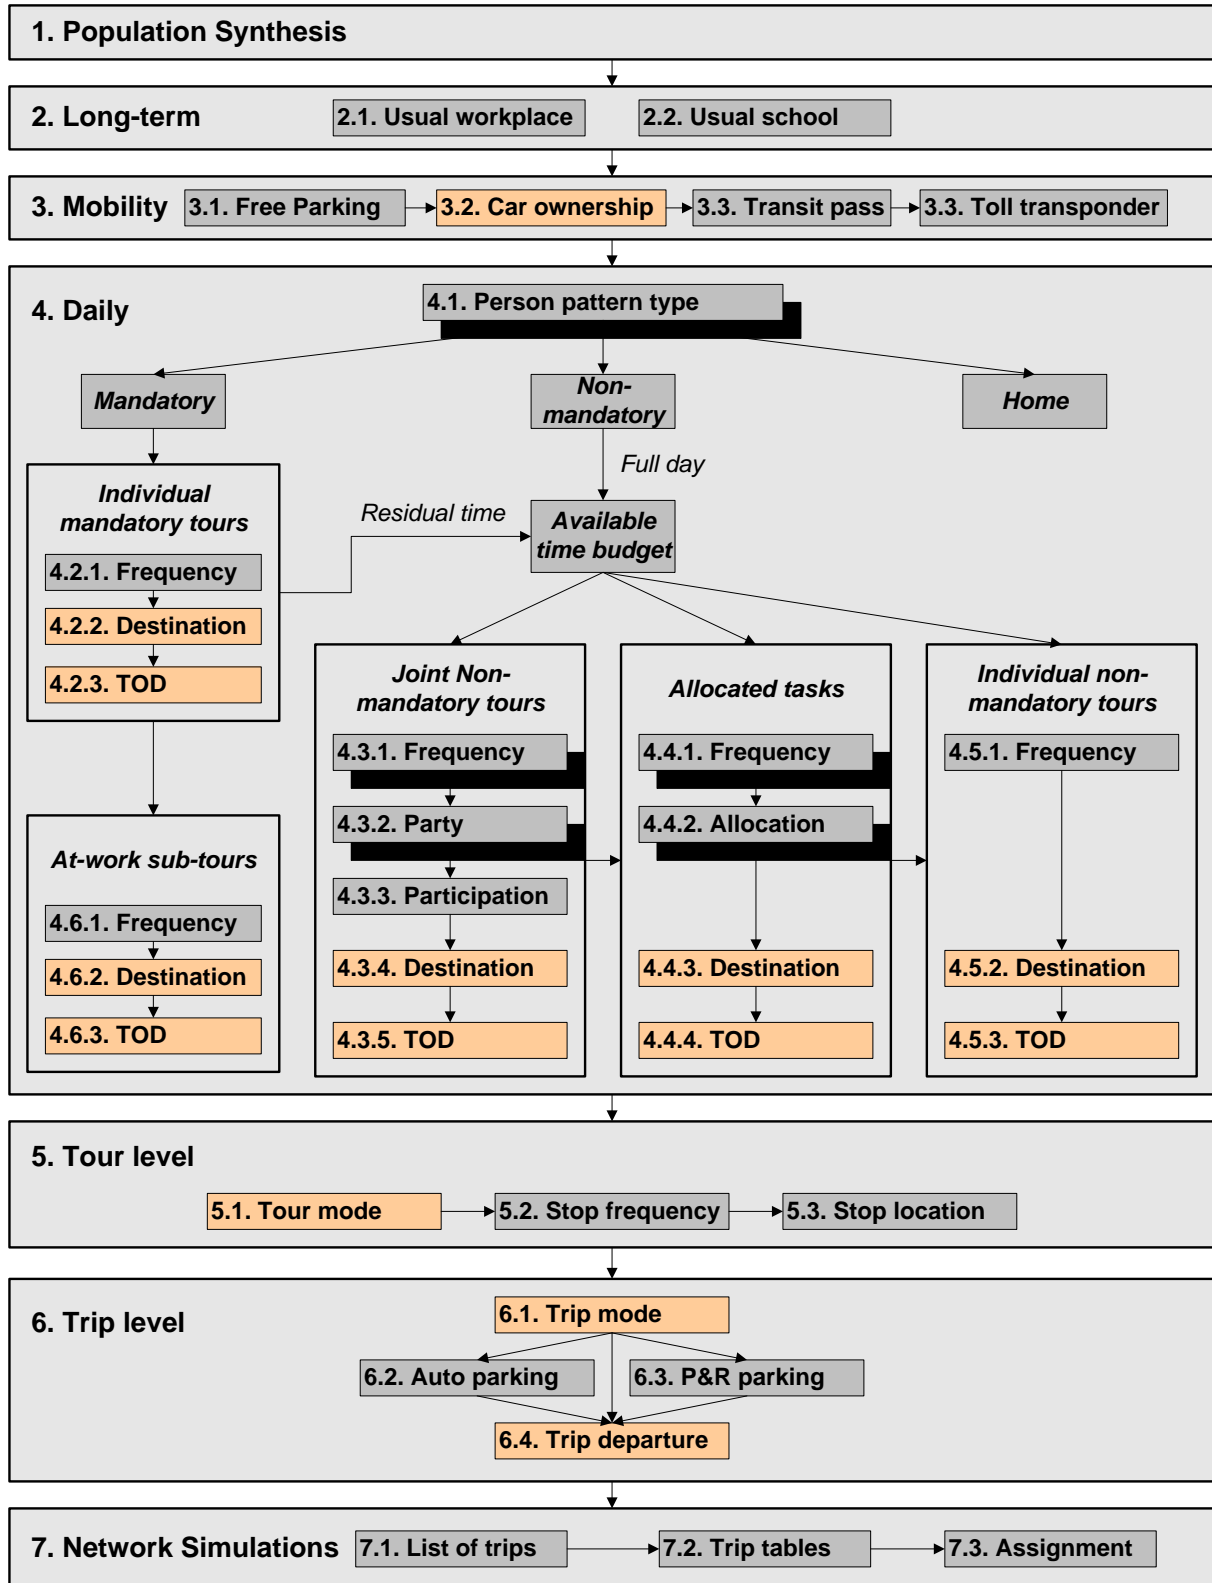 1. Population Synthesis
2. Long-term
2.1. Usual workplace
2.2. Usual school
3. Mobility
3.1. Free Parking
3.2. Car ownership
3.3. Transit pass
3.3. Toll transponder
4. Daily
4.1. Person pattern type
Mandatory
Non-
mandatory
Home
Full day
Individual
mandatory tours
4.2.1. Frequency
4.2.2. Destination
4.2.3. TOD
Residual time
Available
time budget
Joint Non-
mandatory tours
4.3.1. Frequency
4.3.2. Party
4.3.3. Participation
4.3.4. Destination
4.3.5. TOD
Allocated tasks
4.4.1. Frequency
4.4.2. Allocation
4.4.3. Destination
4.4.4. TOD
Individual non-
mandatory tours
4.5.1. Frequency
4.5.2. Destination
4.5.3. TOD
At-work sub-tours
4.6.1. Frequency
4.6.2. Destination
4.6.3. TOD
5. Tour level
5.1. Tour mode
5.2. Stop frequency
5.3. Stop location
6. Trip level
6.1. Trip mode
6.2. Auto parking
6.3. P&R parking
6.4. Trip departure
7. Network Simulations
7.1. List of trips
7.2. Trip tables
7.3. Assignment